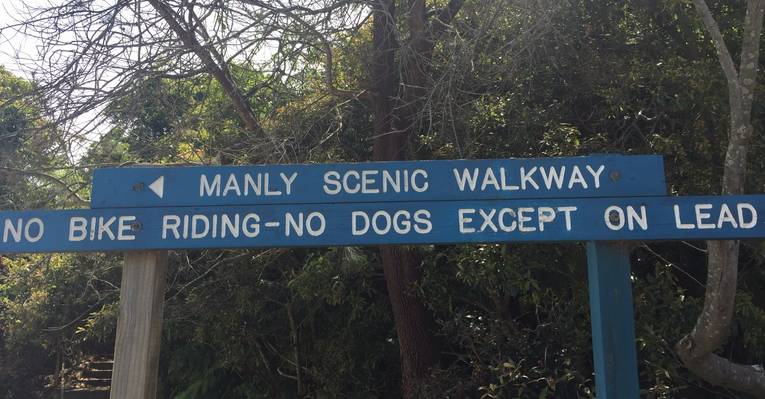 MANLY SCENIC WALKWAY
NO BIKE RIDING-NO DOGS EXCEPT ON LEAD